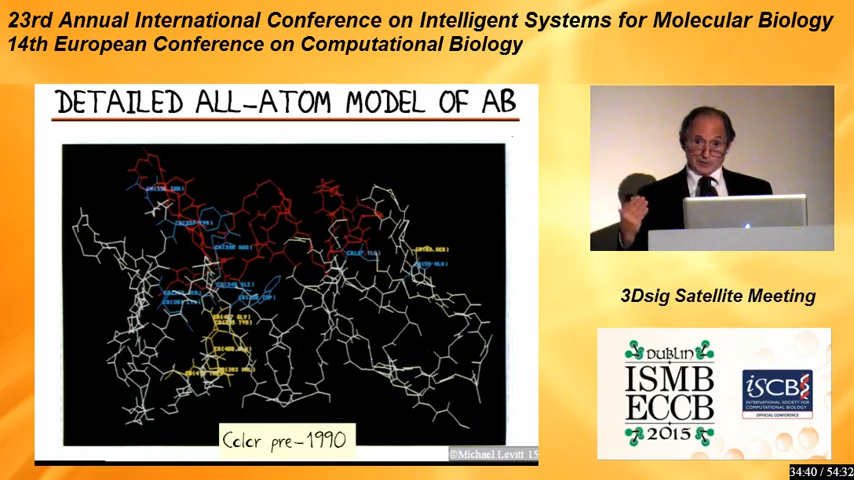 23rd Annual International Conference on Intelligent Systems for Molecular Biology
14th European Conference on Computational Biology
DETAILED ALL-ATOM MODEL OF AB
Color pre-1990
©Michael Levitt 15
3Dsig Satellite Meeting
DUBLIN
ISMB
ECCB
2015
iSCB
INTERNATIONAL SOCIETY FOR
COMPUTATIONAL BIOLOGY
OFFICIAL CONFERENCE
34:40 / 54:32